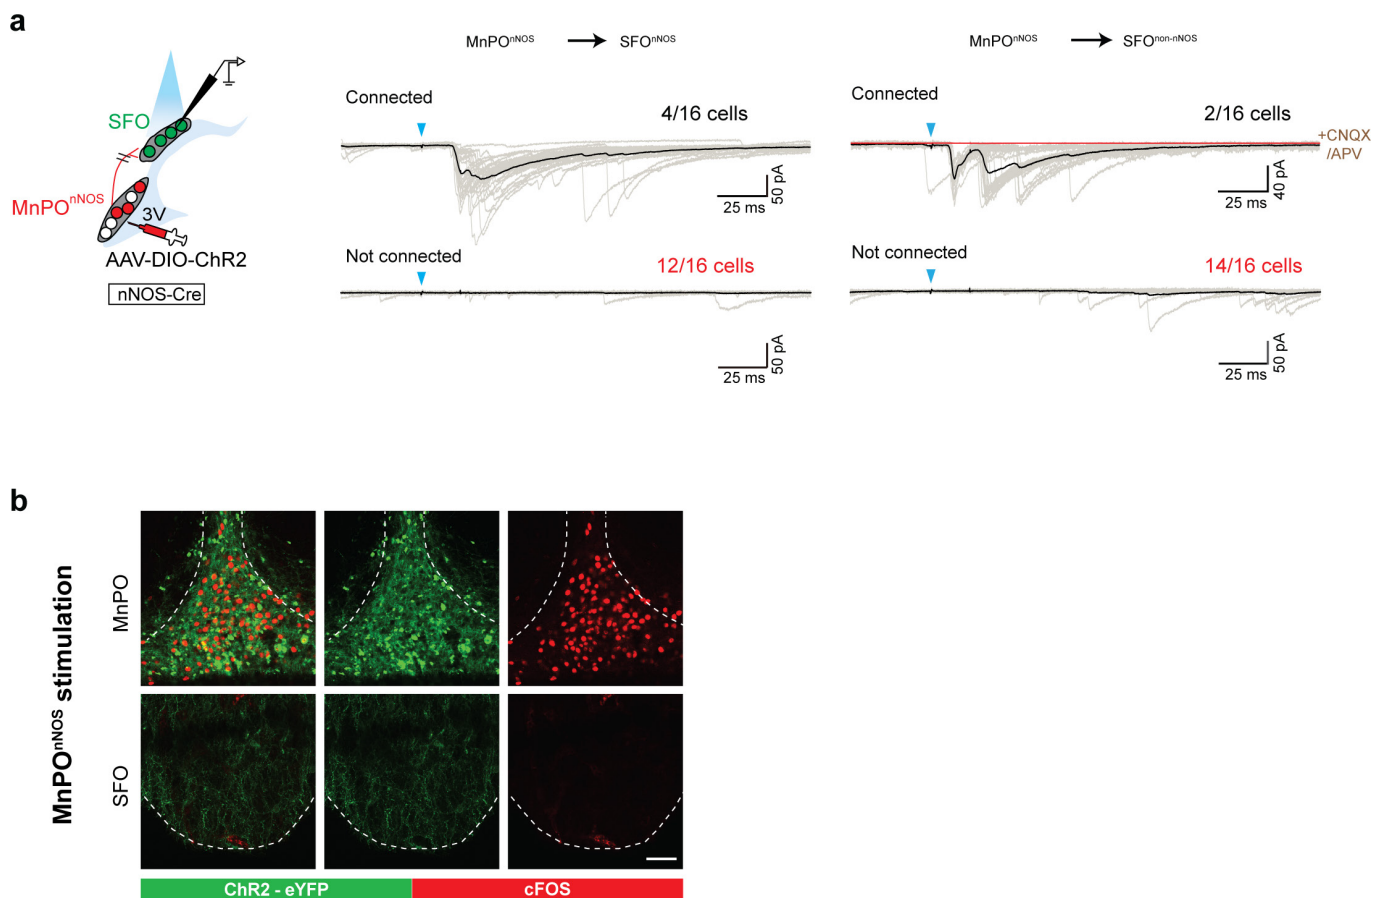 a
SFO
MnPOnNOS
3V
AAV-DIO-ChR2
nNOS-Cre
MnPOnNOS → SFOnNOS
Connected
4/16 cells
25 ms
50 pA
Not connected
12/16 cells
25 ms
50 pA
MnPOnNOS → SFOnon-nNOS
Connected
2/16 cells
+CNQX
/APV
25 ms
40 pA
Not connected
14/16 cells
25 ms
50 pA
b
MnPOnNOS stimulation
MnPO
SFO
ChR2 - eYFP
cFOS